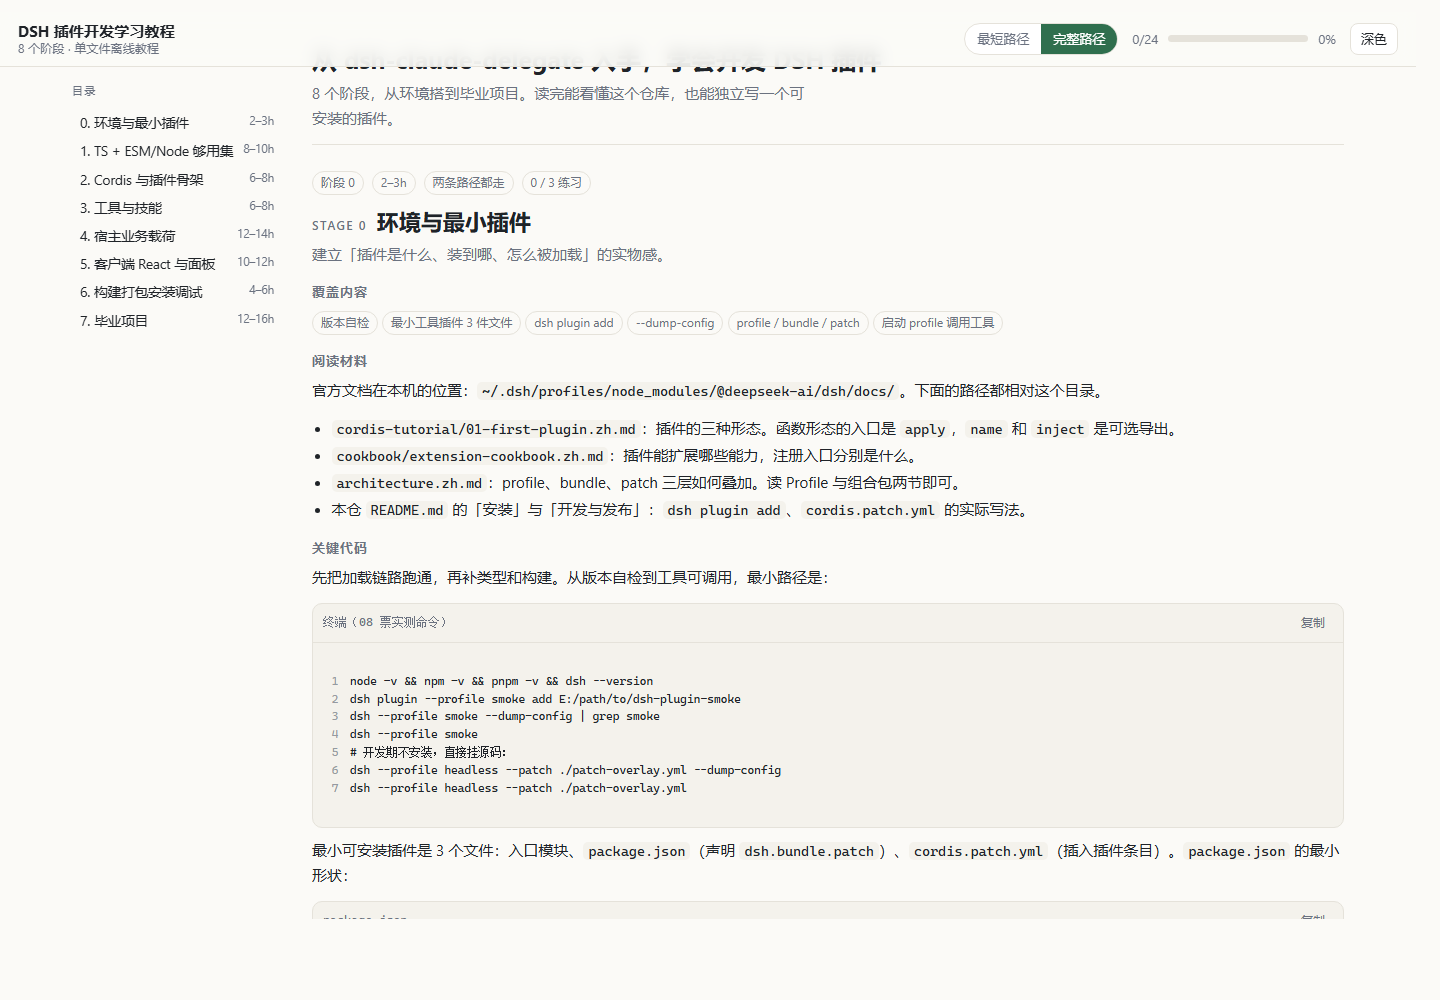 DSH 插件开发学习教程
8 个阶段 · 单文件离线教程
最短路径
完整路径
0/24
0%
深色
目录
0. 环境与最小插件 2–3h
1. TS + ESM/Node 够用集 8–10h
2. Cordis 与插件骨架 6–8h
3. 工具与技能 6–8h
4. 宿主业务载荷 12–14h
5. 客户端 React 与面板 10–12h
6. 构建打包安装调试 4–6h
7. 毕业项目 12–16h
从 dsh-claude-delegate 入手，学会开发 DSH 插件
8 个阶段，从环境搭到毕业项目。读完能看懂这个仓库，也能独立写一个可
安装的插件。
阶段 0
2–3h
两条路径都走
0 / 3 练习
STAGE 0 环境与最小插件
建立「插件是什么、装到哪、怎么被加载」的实物感。
覆盖内容
版本自检
最小工具插件 3 件文件
dsh plugin add
--dump-config
profile / bundle / patch
启动 profile 调用工具
阅读材料
官方文档在本机的位置： ~/.dsh/profiles/node_modules/@deepseek-ai/dsh/docs/ 。下面的路径都相对这个目录。
• cordis-tutorial/01-first-plugin.zh.md ：插件的三种形态。函数形态的入口是 apply ， name 和 inject 是可选导出。
• cookbook/extension-cookbook.zh.md ：插件能扩展哪些能力，注册入口分别是什么。
• architecture.zh.md ：profile、bundle、patch 三层如何叠加。读 Profile 与组合包两节即可。
• 本仓 README.md 的「安装」与「开发与发布」： dsh plugin add 、 cordis.patch.yml 的实际写法。
关键代码
先把加载链路跑通，再补类型和构建。从版本自检到工具可调用，最小路径是：
终端（08 票实测命令）
复制
1 node -v && npm -v && pnpm -v && dsh --version
2 dsh plugin --profile smoke add E:/path/to/dsh-plugin-smoke
3 dsh --profile smoke --dump-config | grep smoke
4 dsh --profile smoke
5 # 开发期不安装，直接挂源码：
6 dsh --profile headless --patch ./patch-overlay.yml --dump-config
7 dsh --profile headless --patch ./patch-overlay.yml
最小可安装插件是 3 个文件：入口模块、 package.json （声明 dsh.bundle.patch ）、 cordis.patch.yml （插入插件条目）。 package.json 的最小
形状：
package.json
复制